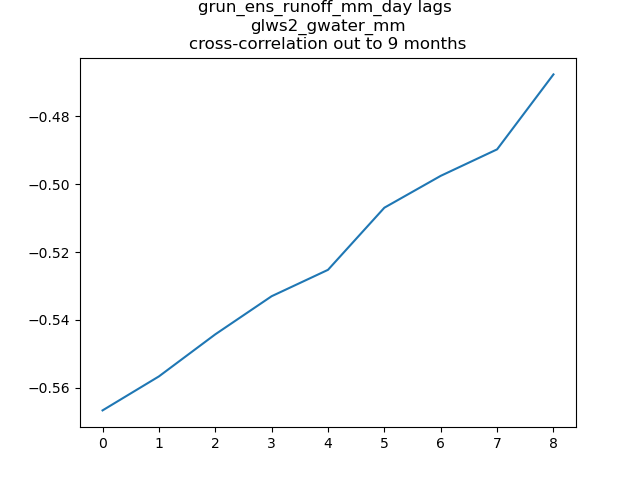 grun_ens_runoff_mm_day lags
glws2_gwater_mm
cross-correlation out to 9 months
−0.48
−0.50
−0.52
−0.54
−0.56
0 1 2 3 4 5 6 7 8